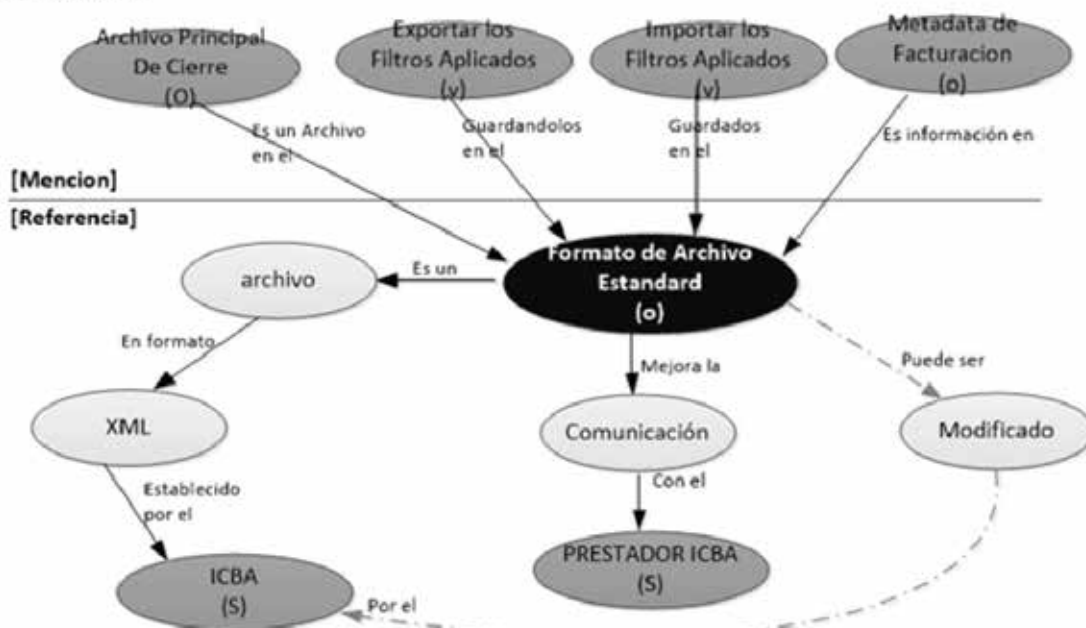 Archivo Principal
De Cierre
(O)
Exportar los
Filtros Aplicados
(v)
Importar los
Filtros Aplicados
(v)
Metadata de
Facturacion
(o)
Es un Archivo
en el
Guardandolos
en el
Guardados
en el
Es información en
[Mencion]
[Referencia]
archivo
Es un
Formato de Archivo
Estandard
(o)
En formato
Mejora la
Puede ser
XML
Comunicación
Modificado
Establecido
por el
Con el
ICBA
(S)
PRESTADOR ICBA
(S)
Por el